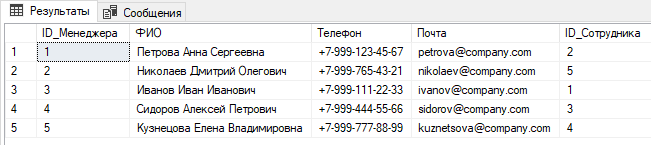 Результаты Сообщения
ID_Менеджера ФИО Телефон Почта ID_Сотрудника
1 1 Петрова Анна Сергеевна +7-999-123-45-67 petrova@company.com 2
2 2 Николаев Дмитрий Олегович +7-999-765-43-21 nikolaev@company.com 5
3 3 Иванов Иван Иванович +7-999-111-22-33 ivanov@company.com 1
4 4 Сидоров Алексей Петрович +7-999-444-55-66 sidorov@company.com 3
5 5 Кузнецова Елена Владимировна +7-999-777-88-99 kuznetsova@company.com 4